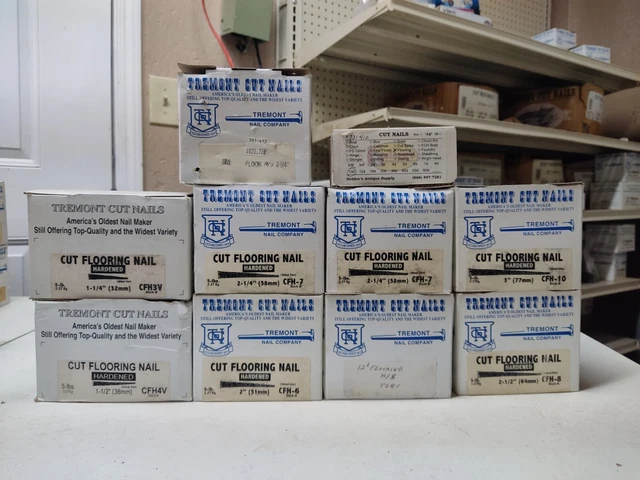 TREMONT CUT NAILS
AMERICA'S OLDEST NAIL MAKER
STILL OFFERING TOP-QUALITY AND THE WIDEST VARIETY
TREMONT
NAIL COMPANY
CUT NAILS
TREMONT CUT NAILS
America's Oldest Nail Maker
Still Offering Top-Quality and the Widest Variety
CUT FLOORING NAIL
HARDENED
1-1/4" (32mm)
CFH3V
TREMONT CUT NAILS
AMERICA'S OLDEST NAIL MAKER
STILL OFFERING TOP-QUALITY AND THE WIDEST VARIETY
TREMONT
NAIL COMPANY
CUT FLOORING NAIL
HARDENED
2-1/4" (58mm)
CFH-7
TREMONT CUT NAILS
AMERICA'S OLDEST NAIL MAKER
STILL OFFERING TOP-QUALITY AND THE WIDEST VARIETY
TREMONT
NAIL COMPANY
CUT FLOORING NAIL
HARDENED
2-1/4" (58mm)
CFH-7
TREMONT CUT NAILS
AMERICA'S OLDEST NAIL MAKER
STILL OFFERING TOP-QUALITY AND THE WIDEST VARIETY
TREMONT
NAIL COMPANY
CUT FLOORING NAIL
HARDENED
3" (77mm)
CFH-10
TREMONT CUT NAILS
America's Oldest Nail Maker
Still Offering Top-Quality and the Widest Variety
CUT FLOORING NAIL
HARDENED
5-lbs
1-1/2" (38mm)
CFH4V
TREMONT CUT NAILS
AMERICA'S OLDEST NAIL MAKER
STILL OFFERING TOP-QUALITY AND THE WIDEST VARIETY
TREMONT
NAIL COMPANY
CUT FLOORING NAIL
HARDENED
2" (51mm)
CFH-6
TREMONT CUT NAILS
AMERICA'S OLDEST NAIL MAKER
STILL OFFERING TOP-QUALITY AND THE WIDEST VARIETY
TREMONT
NAIL COMPANY
TREMONT CUT NAILS
AMERICA'S OLDEST NAIL MAKER
STILL OFFERING TOP-QUALITY AND THE WIDEST VARIETY
TREMONT
NAIL COMPANY
CUT FLOORING NAIL
HARDENED
2-1/2" (64mm)
CFH-8